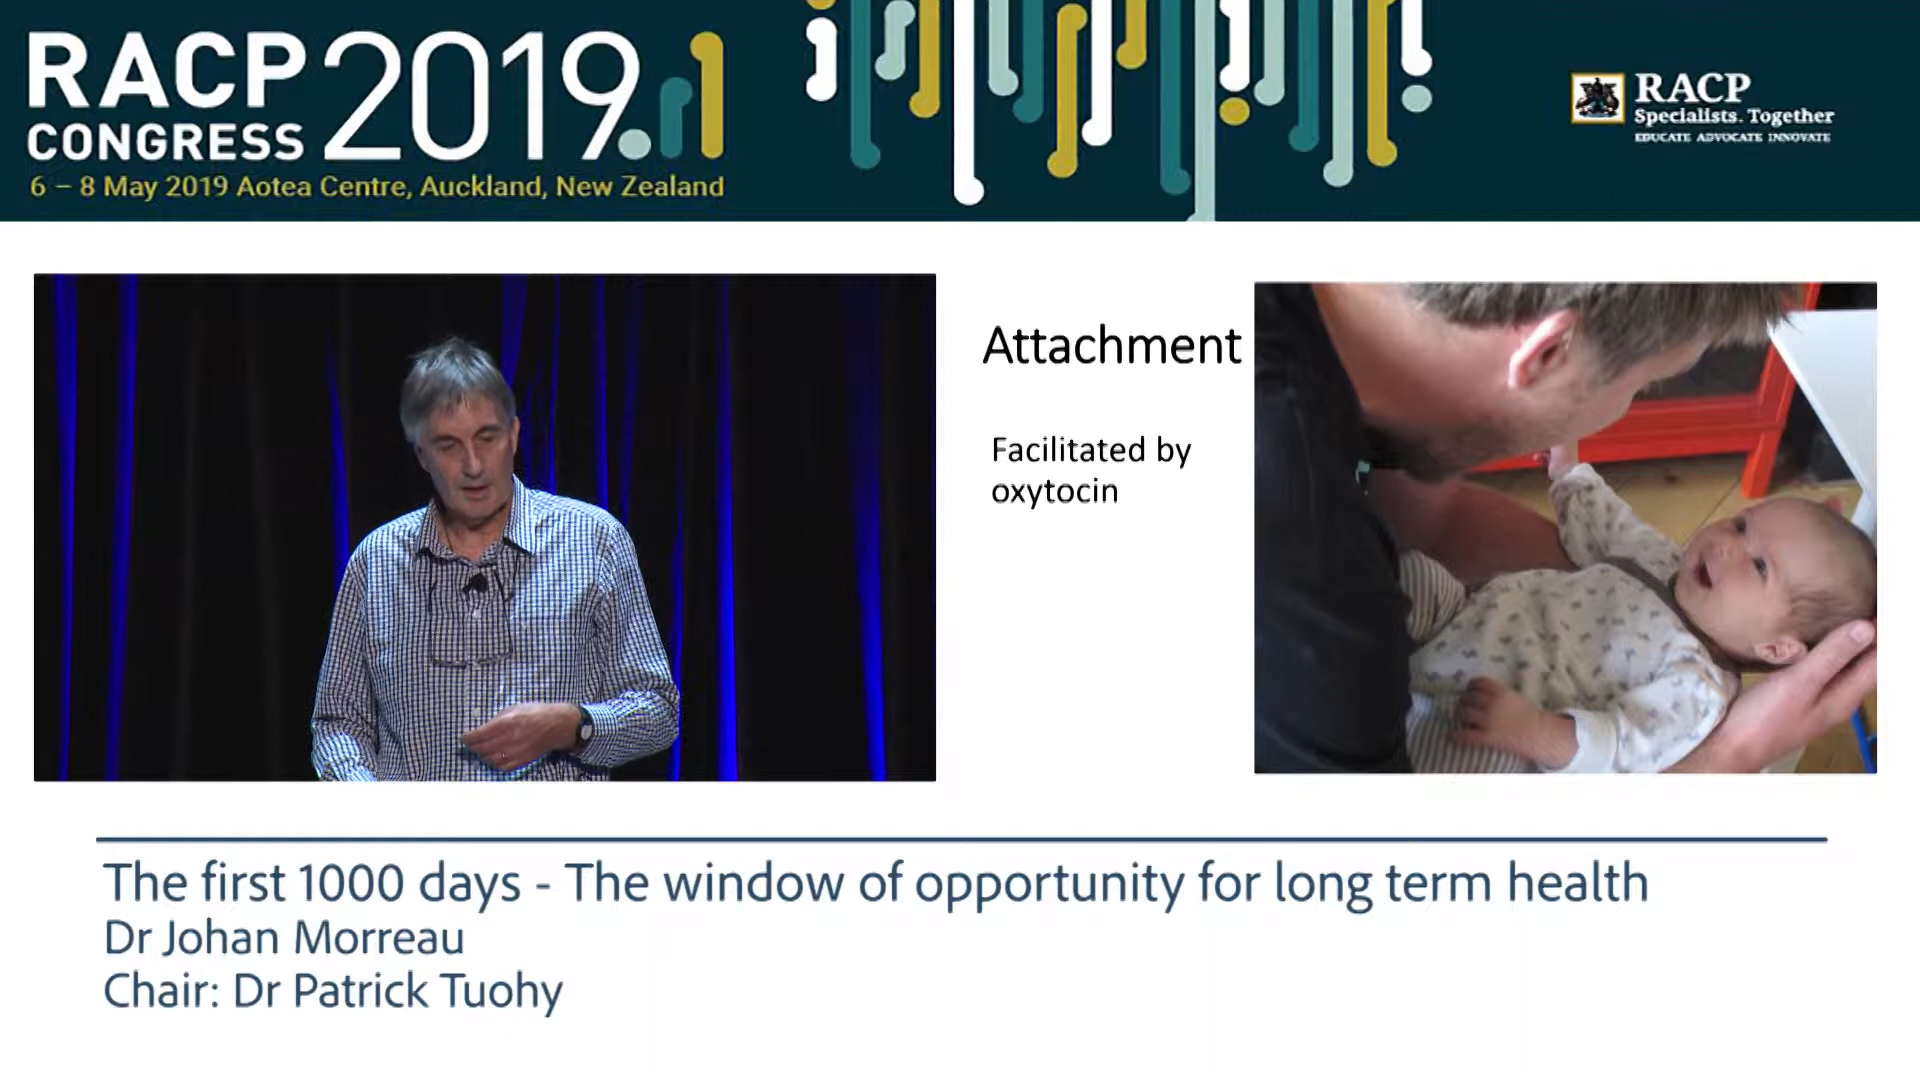 RACP
CONGRESS
2019
6 – 8 May 2019 Aotea Centre, Auckland, New Zealand
RACP
Specialists. Together
EDUCATE ADVOCATE INNOVATE
Attachment
Facilitated by
oxytocin
The first 1000 days - The window of opportunity for long term health
Dr Johan Morreau
Chair: Dr Patrick Tuohy